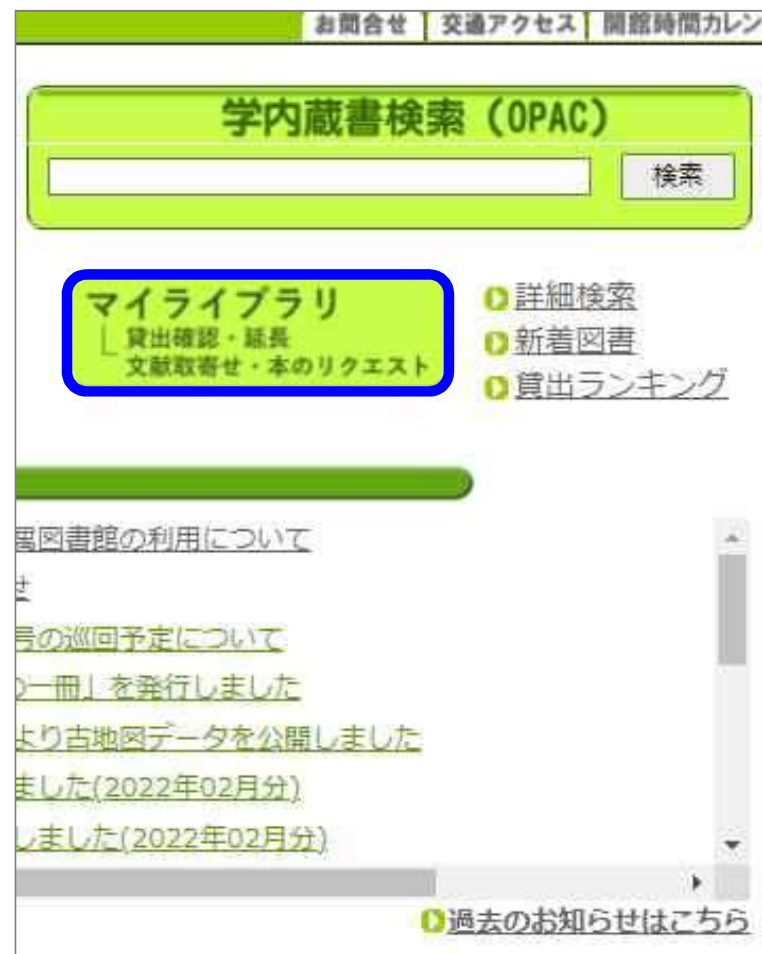 お問合せ 交通アクセス 開館時間カレン
学内蔵書検索（OPAC）
検索
マイライブラリ
貸出確認・延長
文献取寄せ・本のリクエスト
詳細検索
新着図書
貸出ランキング
属図書館の利用について
せ
号の巡回予定について
の一冊」を発行しました
より古地図データを公開しました
ました(2022年02月分)
しました(2022年02月分)
過去のお知らせはこちら